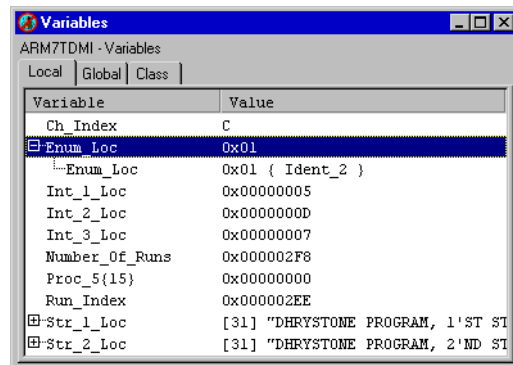 Variables
ARM7TDMI - Variables
Local Global Class
Variable Value
Ch_Index C
Enum_Loc 0x01
Enum_Loc 0x01 { Ident_2 }
Int_1_Loc 0x00000005
Int_2_Loc 0x0000000D
Int_3_Loc 0x00000007
Number_Of_Runs 0x000002F8
Proc_5{15} 0x00000000
Run_Index 0x000002EE
Str_1_Loc [31] "DHRYSTONE PROGRAM, 1'ST ST
Str_2_Loc [31] "DHRYSTONE PROGRAM, 2'ND ST